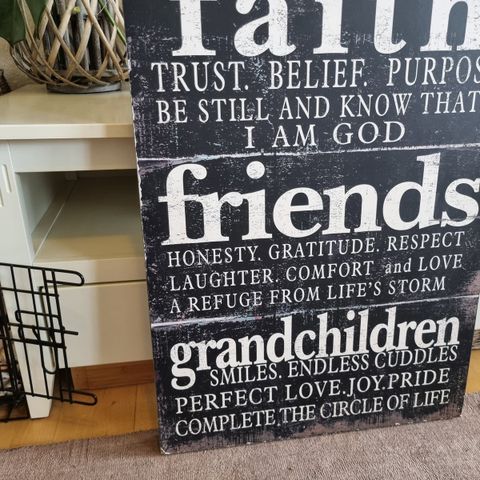 faith
TRUST. BELIEF. PURPOS
BE STILL AND KNOW THAT
I AM GOD
friends
HONESTY. GRATITUDE. RESPECT
LAUGHTER. COMFORT and LOVE
A REFUGE FROM LIFE'S STORM
grandchildren
SMILES. ENDLESS CUDDLES
PERFECT LOVE.JOY.PRIDE
COMPLETE.THE CIRCLE OF LIFE